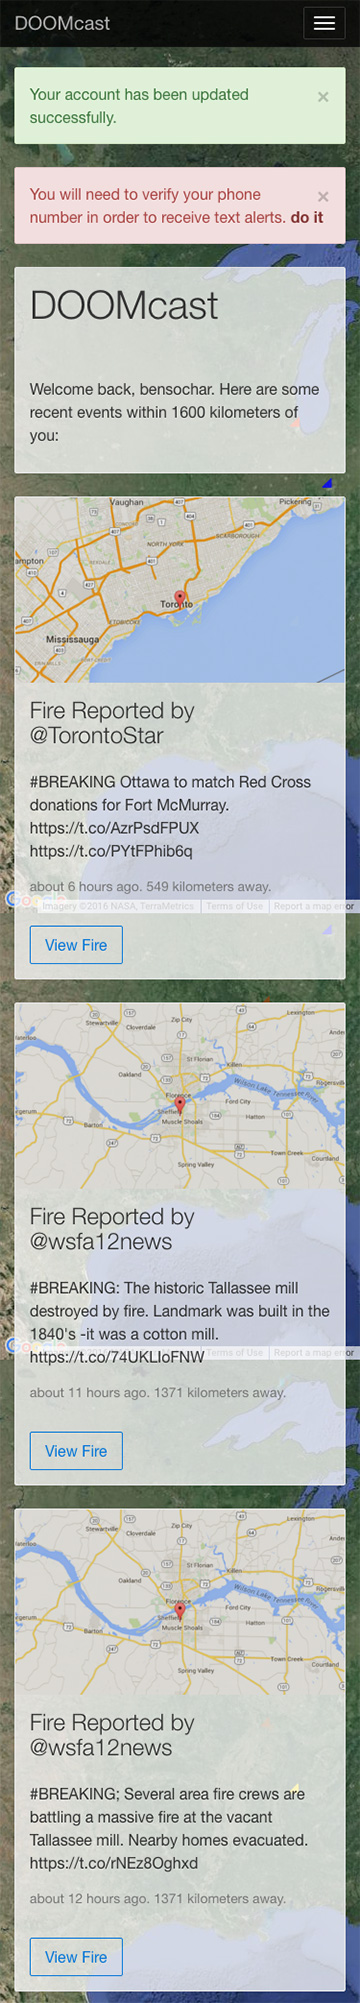 DOOMcast
Your account has been updated
successfully.
×
You will need to verify your phone
number in order to receive text alerts. do it
×
DOOMcast
Welcome back, bensochar. Here are some
recent events within 1600 kilometers of
you:
Vaughan
Pickering
SCARBOROUGH
NORTH YORK
ampton
ETOBICOKE
Toronto
Mississauga
ERIN MILLS
PORT CREDIT
Fire Reported by
@TorontoStar
#BREAKING Ottawa to match Red Cross
donations for Fort McMurray.
https://t.co/AzrPsdFPUX
https://t.co/PYtFPhib6q
about 6 hours ago. 549 kilometers away.
Google
Imagery ©2016 NASA, TerraMetrics
Terms of Use
Report a map error
View Fire
Zip City
Lexington
Stewartville
Cloverdale
St Florian
Killen
Rogersville
Oakland
Wilson Lake Tennessee River
Florence
Sheffield
Ford City
Muscle Shoals
Hatton
Barton
Town Creek
Courtland
Spring Valley
Fire Reported by
@wsfa12news
#BREAKING: The historic Tallassee mill
destroyed by fire. Landmark was built in the
1840's -it was a cotton mill.
https://t.co/74UKLIoFNW
Terms of Use
Report a map error
about 11 hours ago. 1371 kilometers away.
View Fire
Zip City
Lexington
Stewartville
Cloverdale
St Florian
Killen
Rogersville
Oakland
Wilson Lake Tennessee River
Florence
Sheffield
Ford City
Muscle Shoals
Hatton
Barton
Town Creek
Courtland
Spring Valley
Fire Reported by
@wsfa12news
#BREAKING; Several area fire crews are
battling a massive fire at the vacant
Tallassee mill. Nearby homes evacuated.
https://t.co/rNEz8Oghxd
about 12 hours ago. 1371 kilometers away.
View Fire